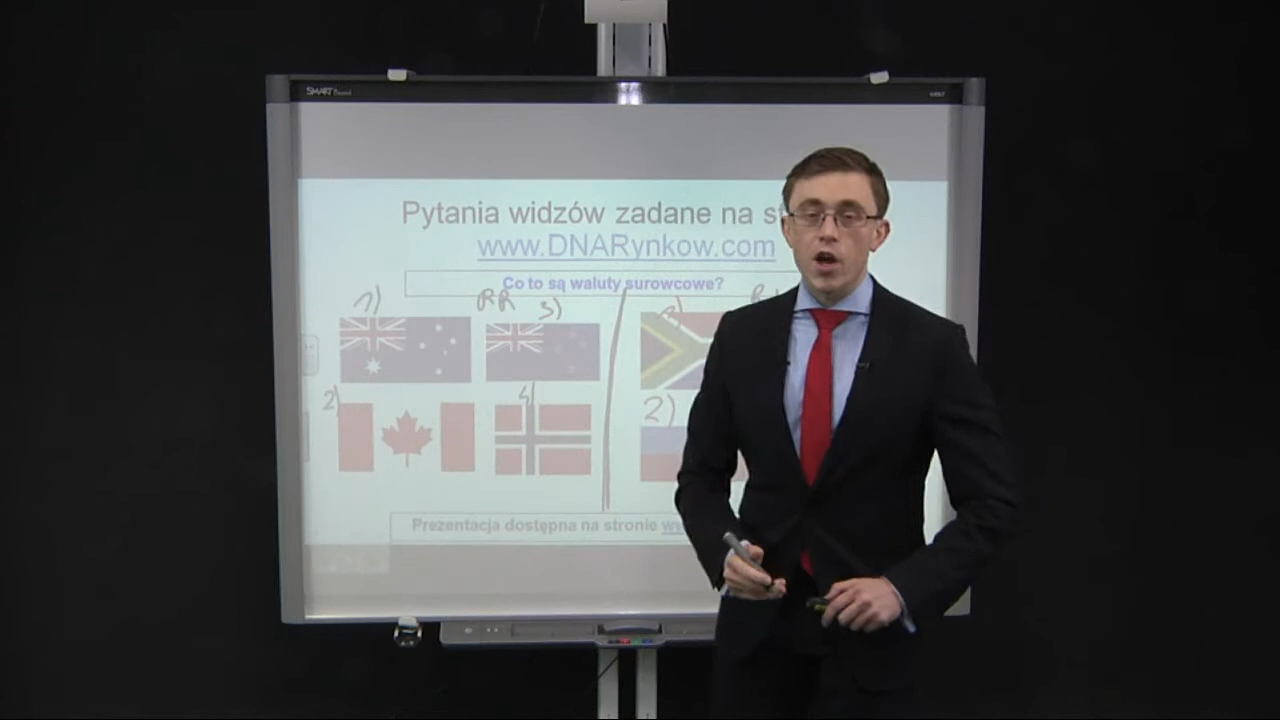 SMART Board
Pytania widzów zadane na
www.DNARynkow.com
Co to są waluty surowcowe?
1) RR 3)
2) 4) 2)
Prezentacja dostępna na stronie